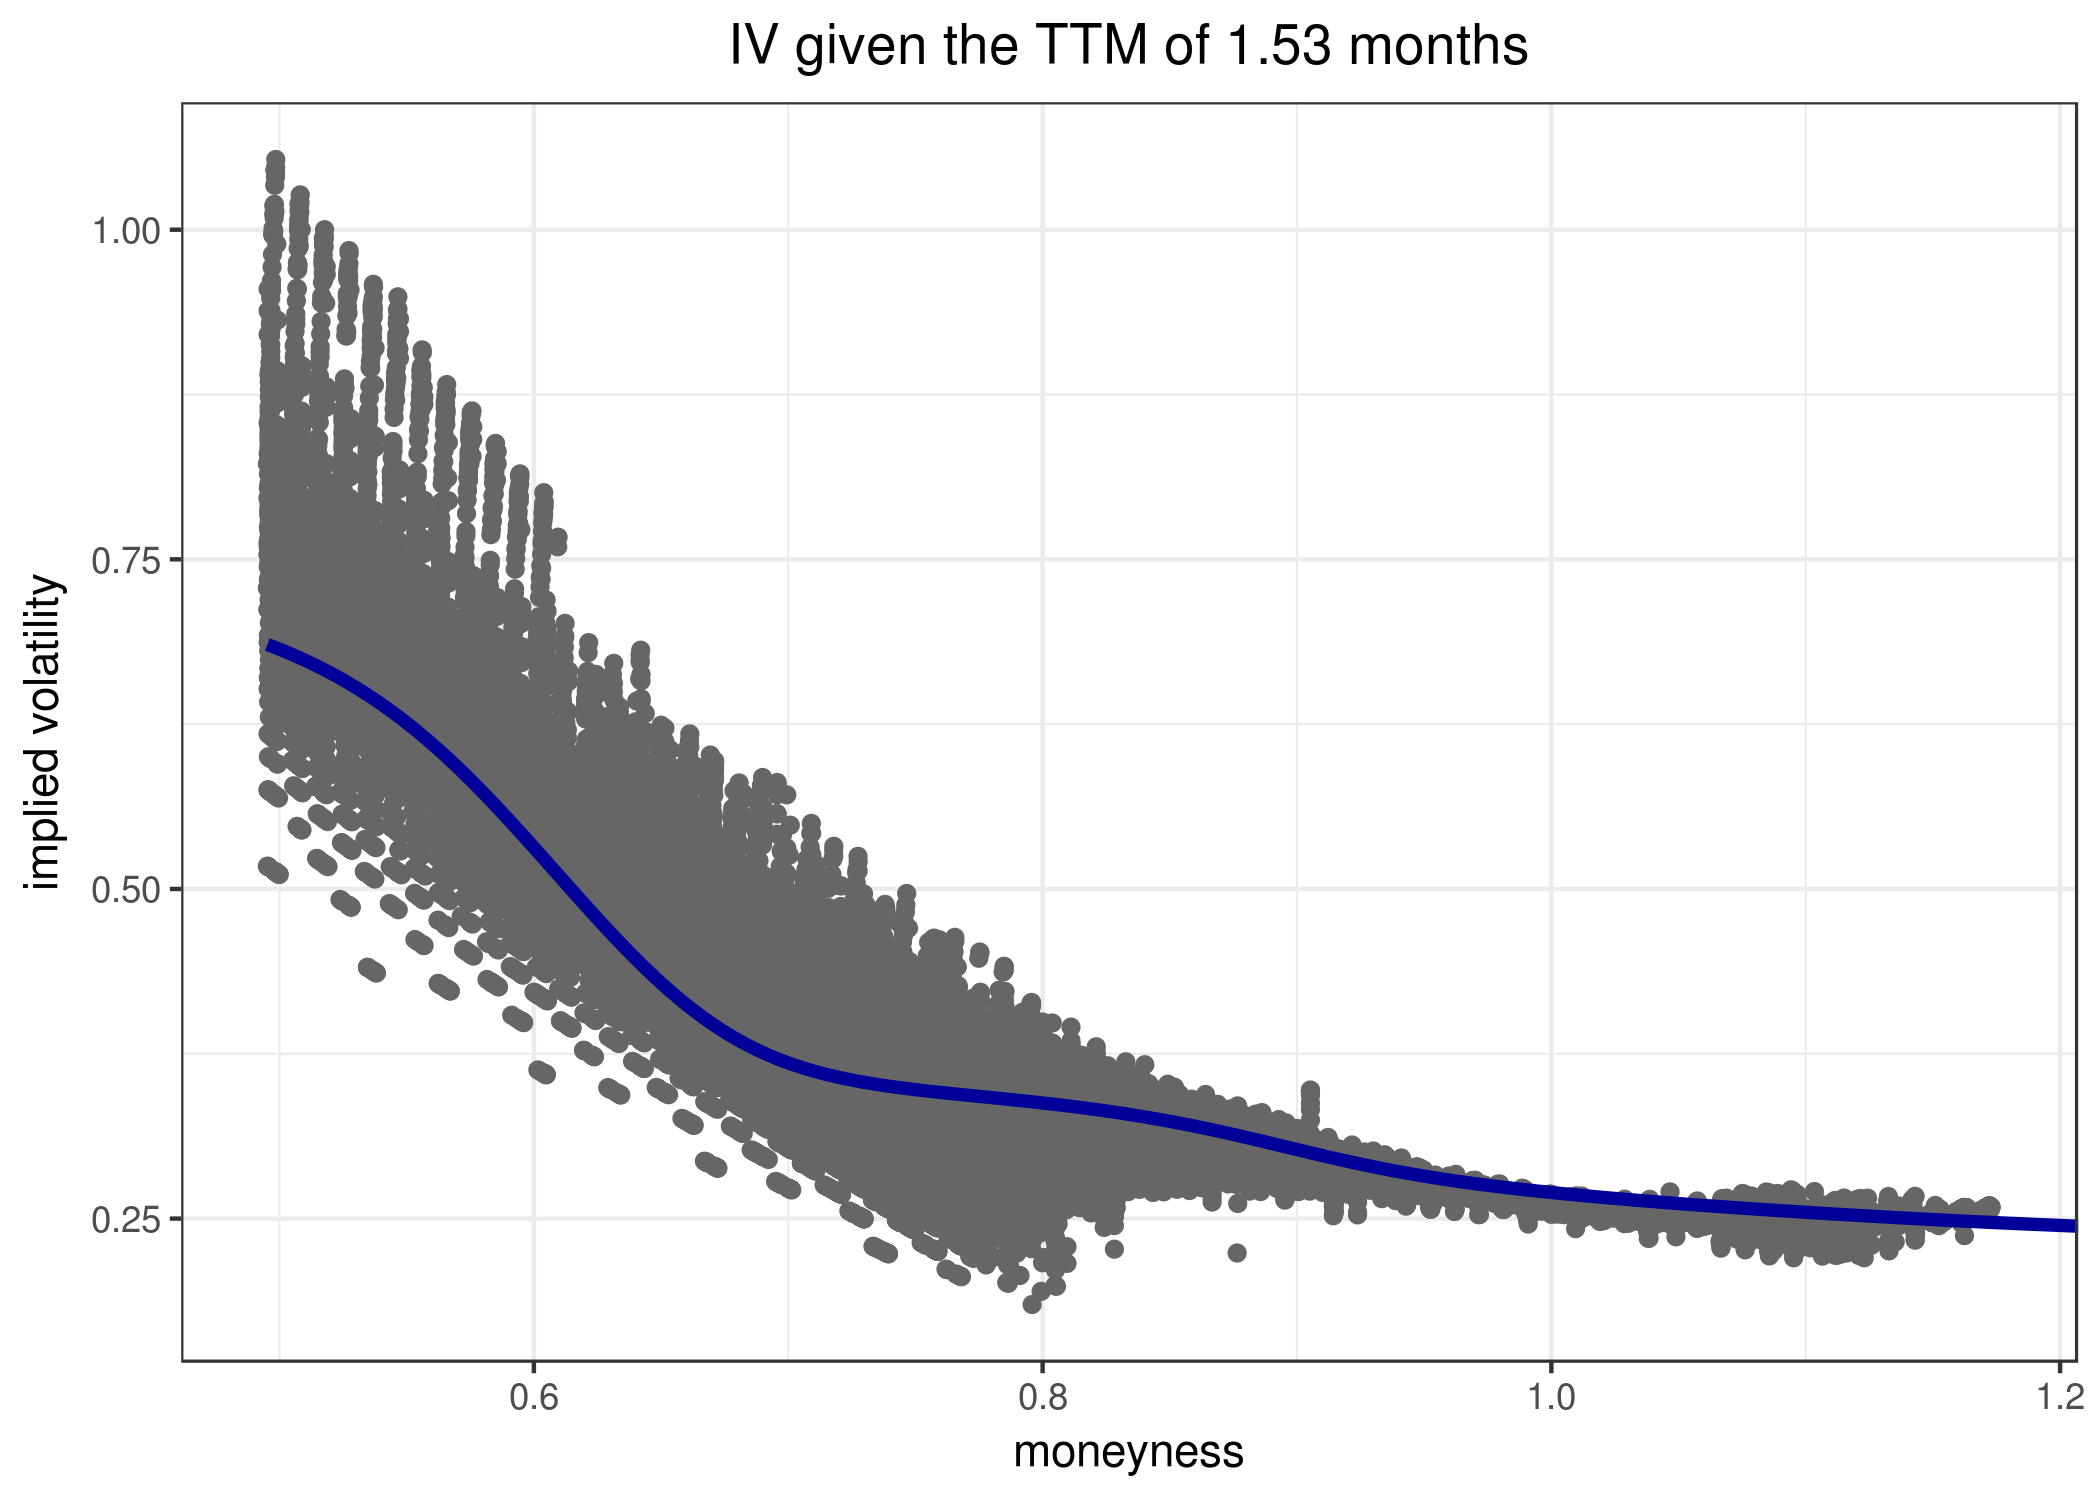 IV given the TTM of 1.53 months
implied volatility
1.00
0.75
0.50
0.25
0.6 0.8 1.0 1.2
moneyness